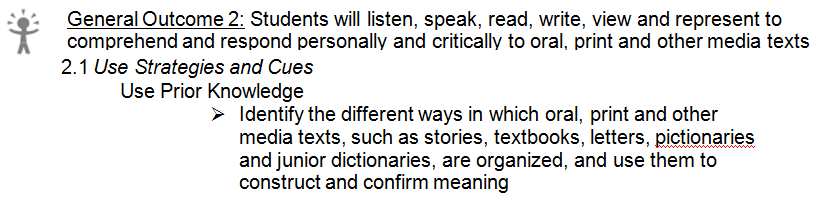 General Outcome 2: Students will listen, speak, read, write, view and represent to
comprehend and respond personally and critically to oral, print and other media texts
2.1 Use Strategies and Cues
Use Prior Knowledge
➢ Identify the different ways in which oral, print and other
media texts, such as stories, textbooks, letters, pictionaries
and junior dictionaries, are organized, and use them to
construct and confirm meaning